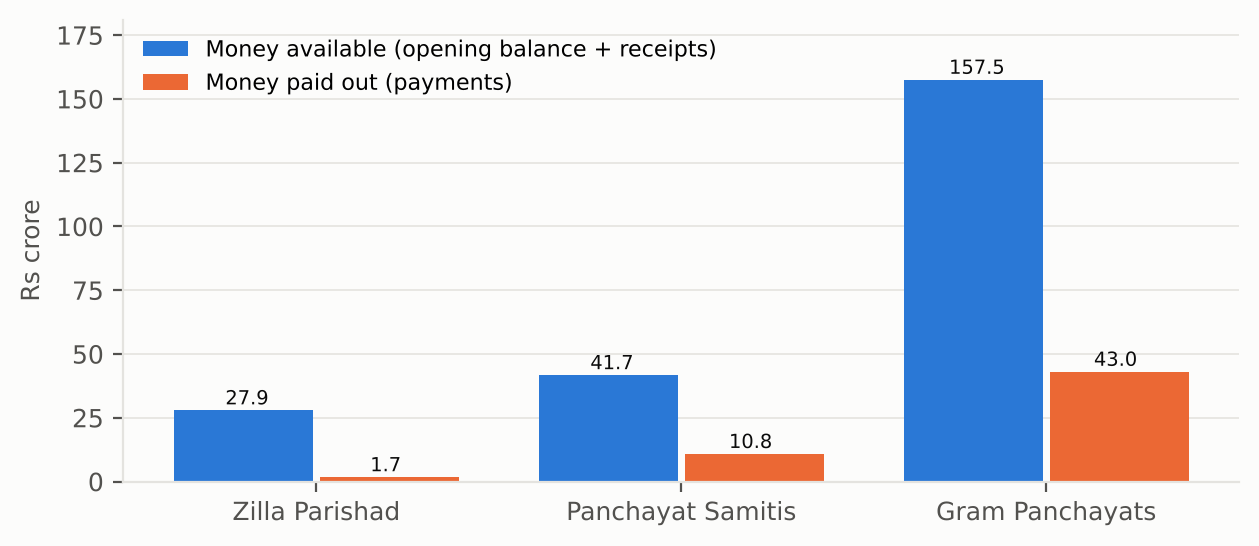 Money available (opening balance + receipts)
Money paid out (payments)
Rs crore
175
150
125
100
75
50
25
0
27.9
1.7
41.7
10.8
157.5
43.0
Zilla Parishad
Panchayat Samitis
Gram Panchayats